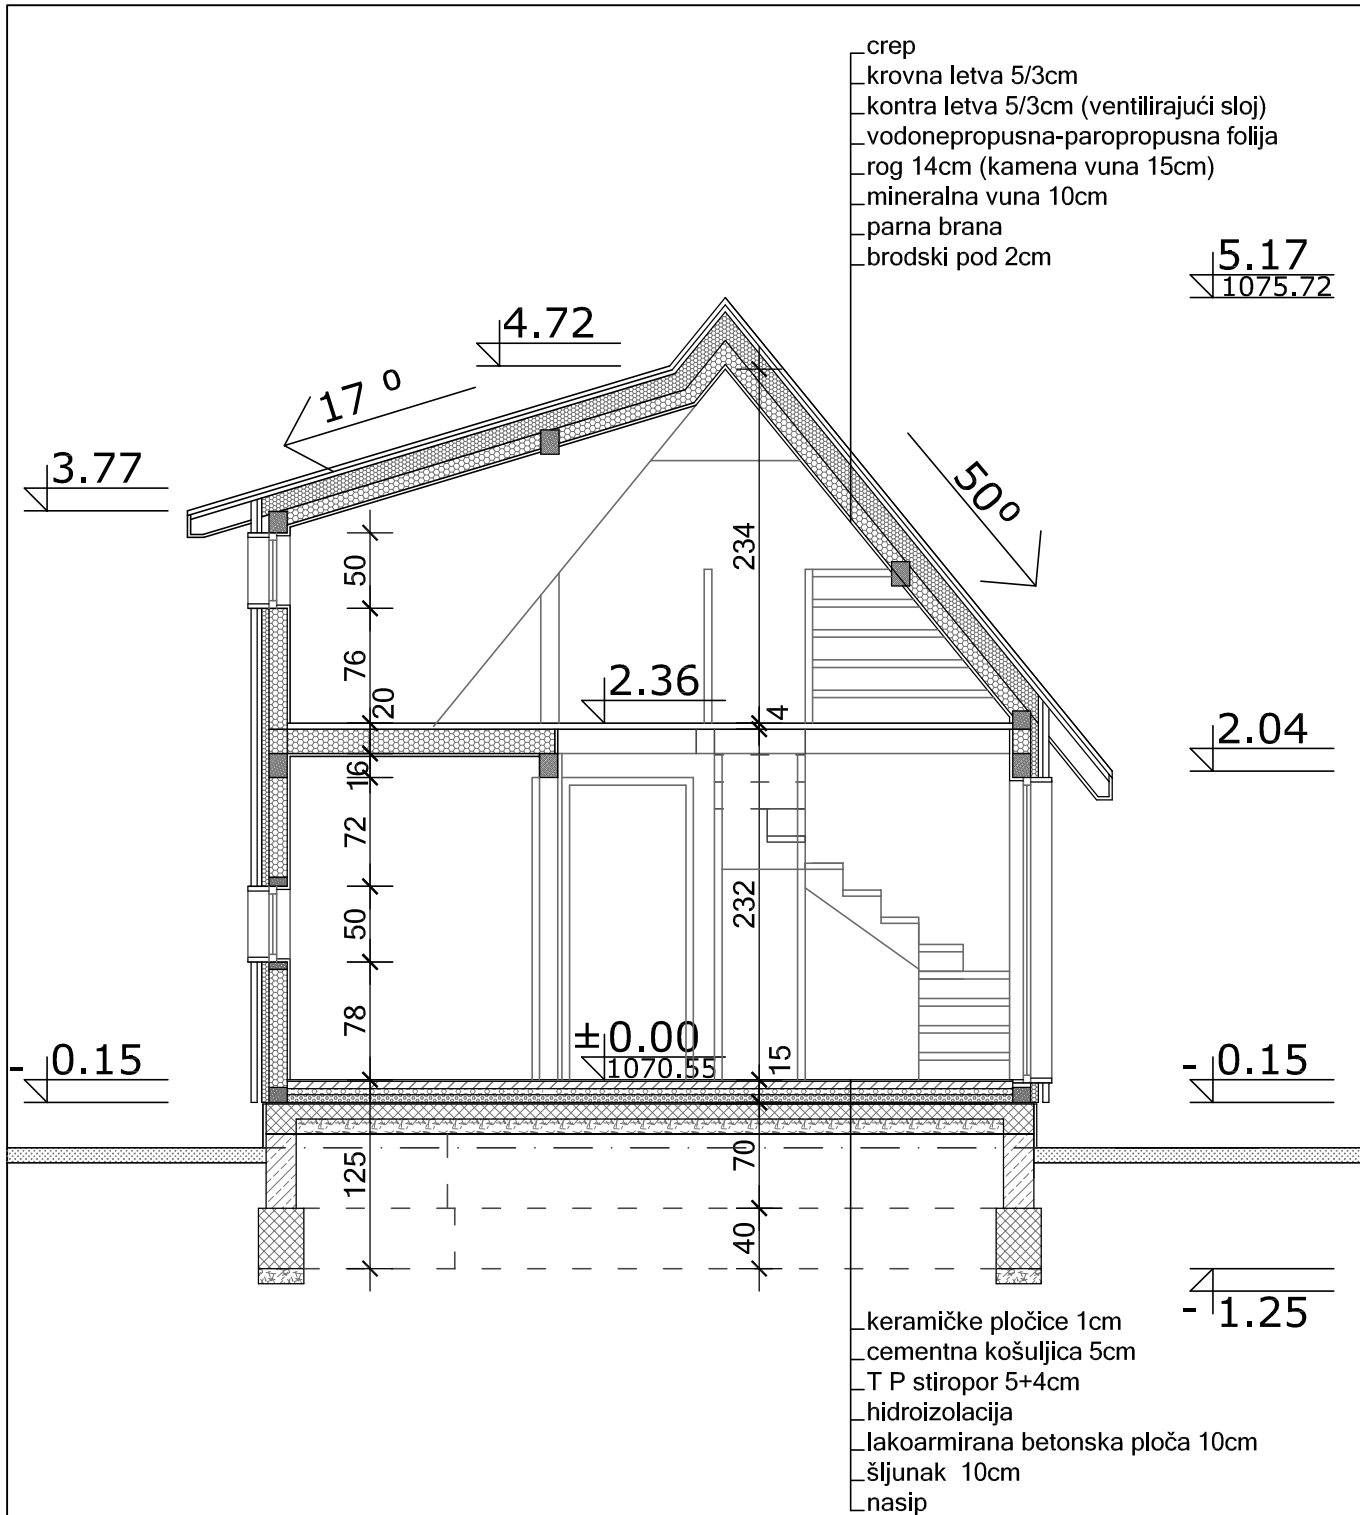 crep
krovna letva 5/3cm
kontra letva 5/3cm (ventilirajući sloj)
vodonepropusna-paropropusna folija
rog 14cm (kamena vuna 15cm)
mineralna vuna 10cm
parna brana
brodski pod 2cm
5.17
1075.72
4.72
17 º
3.77
50º
50
234
76
20
2.36
4
2.04
16
72
232
50
78
±0.00
1070.55
15
- 0.15
- 0.15
125
70
40
- 1.25
keramičke pločice 1cm
cementna košuljica 5cm
T P stiropor 5+4cm
hidroizolacija
lakoarmirana betonska ploča 10cm
šljunak  10cm
nasip